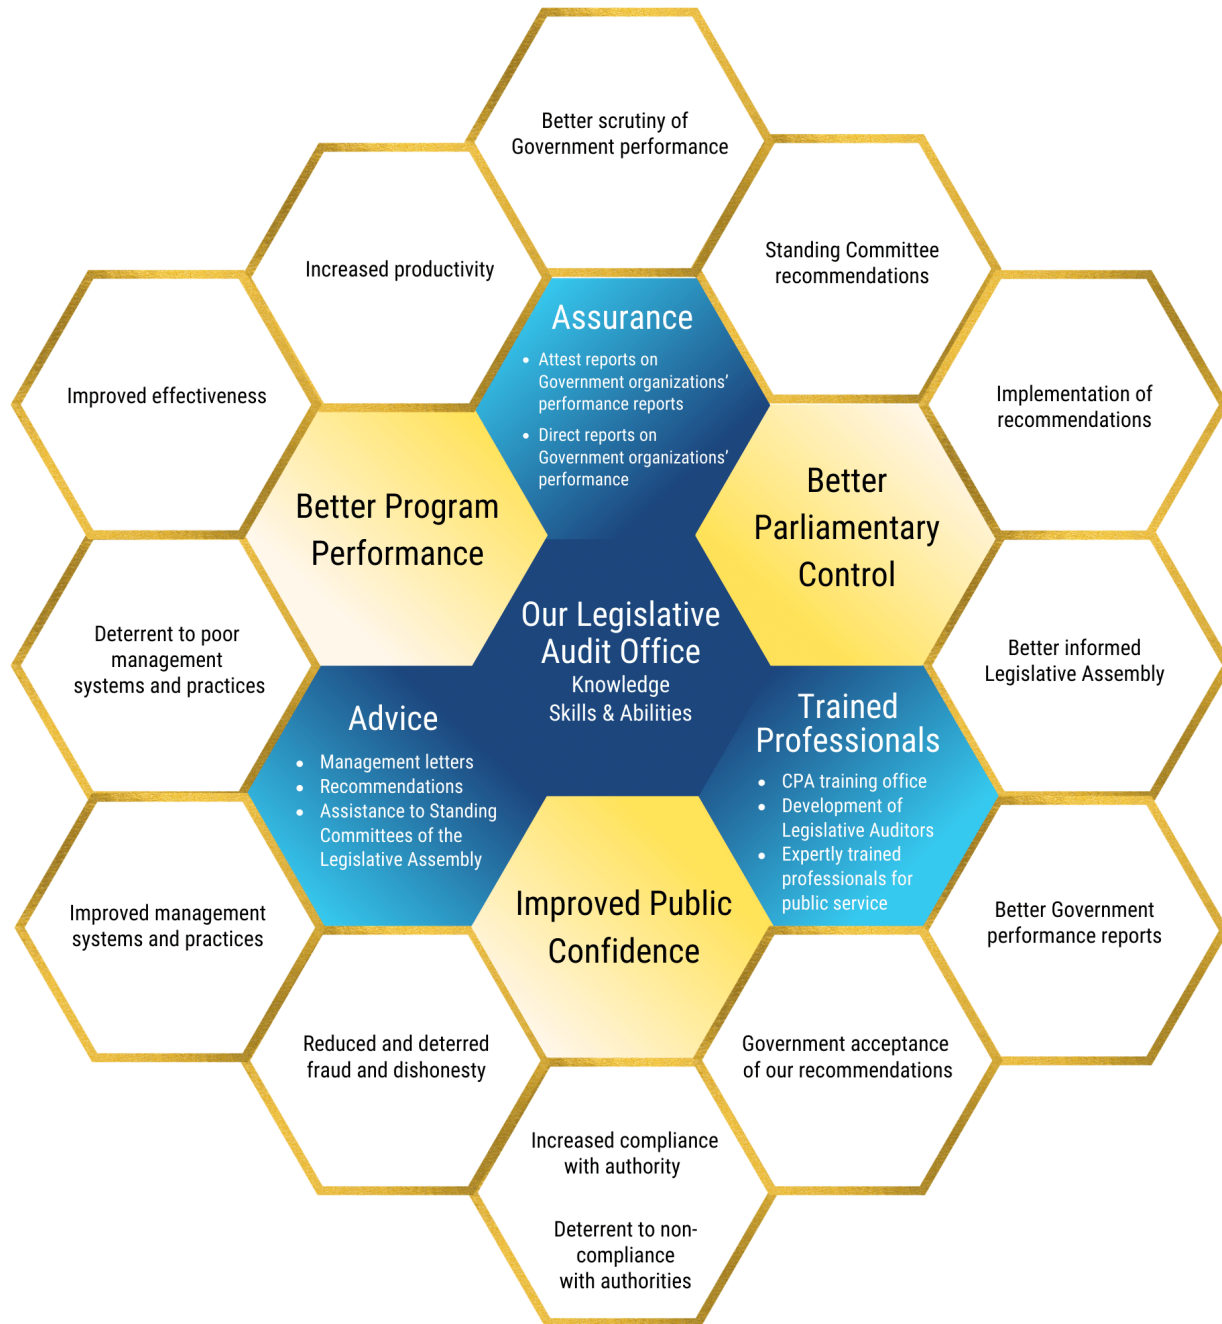 Better scrutiny of
Government performance
Increased productivity
Standing Committee
recommendations
Assurance
• Attest reports on
Government organizations'
performance reports
• Direct reports on
Government organizations'
performance
Improved effectiveness
Implementation of
recommendations
Better Program
Performance
Better
Parliamentary
Control
Our Legislative
Audit Office
Knowledge
Skills & Abilities
Deterrent to poor
management
systems and practices
Better informed
Legislative Assembly
Advice
• Management letters
• Recommendations
• Assistance to Standing
Committees of the
Legislative Assembly
Trained
Professionals
• CPA training office
• Development of
Legislative Auditors
• Expertly trained
professionals for
public service
Improved Public
Confidence
Improved management
systems and practices
Better Government
performance reports
Reduced and deterred
fraud and dishonesty
Government acceptance
of our recommendations
Increased compliance
with authority
Deterrent to non-
compliance
with authorities